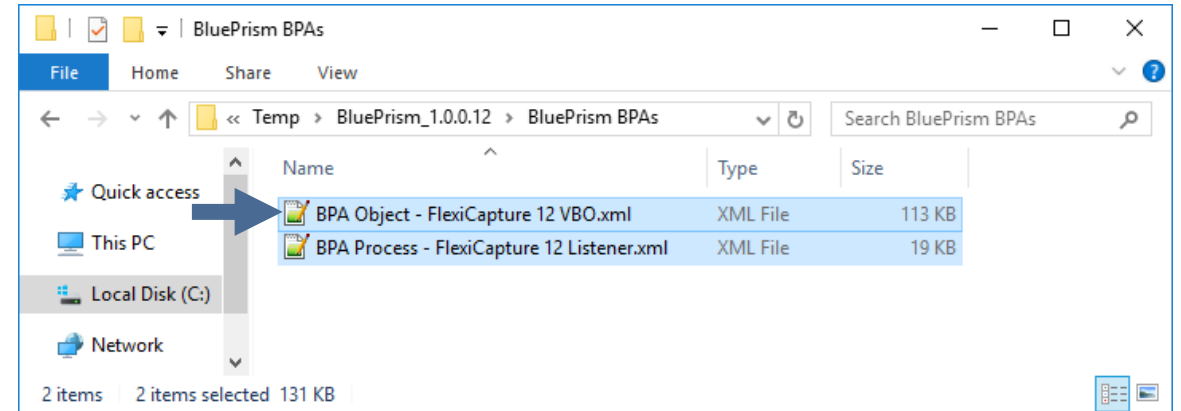 BluePrism BPAs
File Home Share View
« Temp > BluePrism_1.0.0.12 > BluePrism BPAs Search BluePrism BPAs
Name Type Size
Quick access
BPA Object - FlexiCapture 12 VBO.xml XML File 113 KB
This PC
BPA Process - FlexiCapture 12 Listener.xml XML File 19 KB
Local Disk (C:)
Network
2 items 2 items selected 131 KB